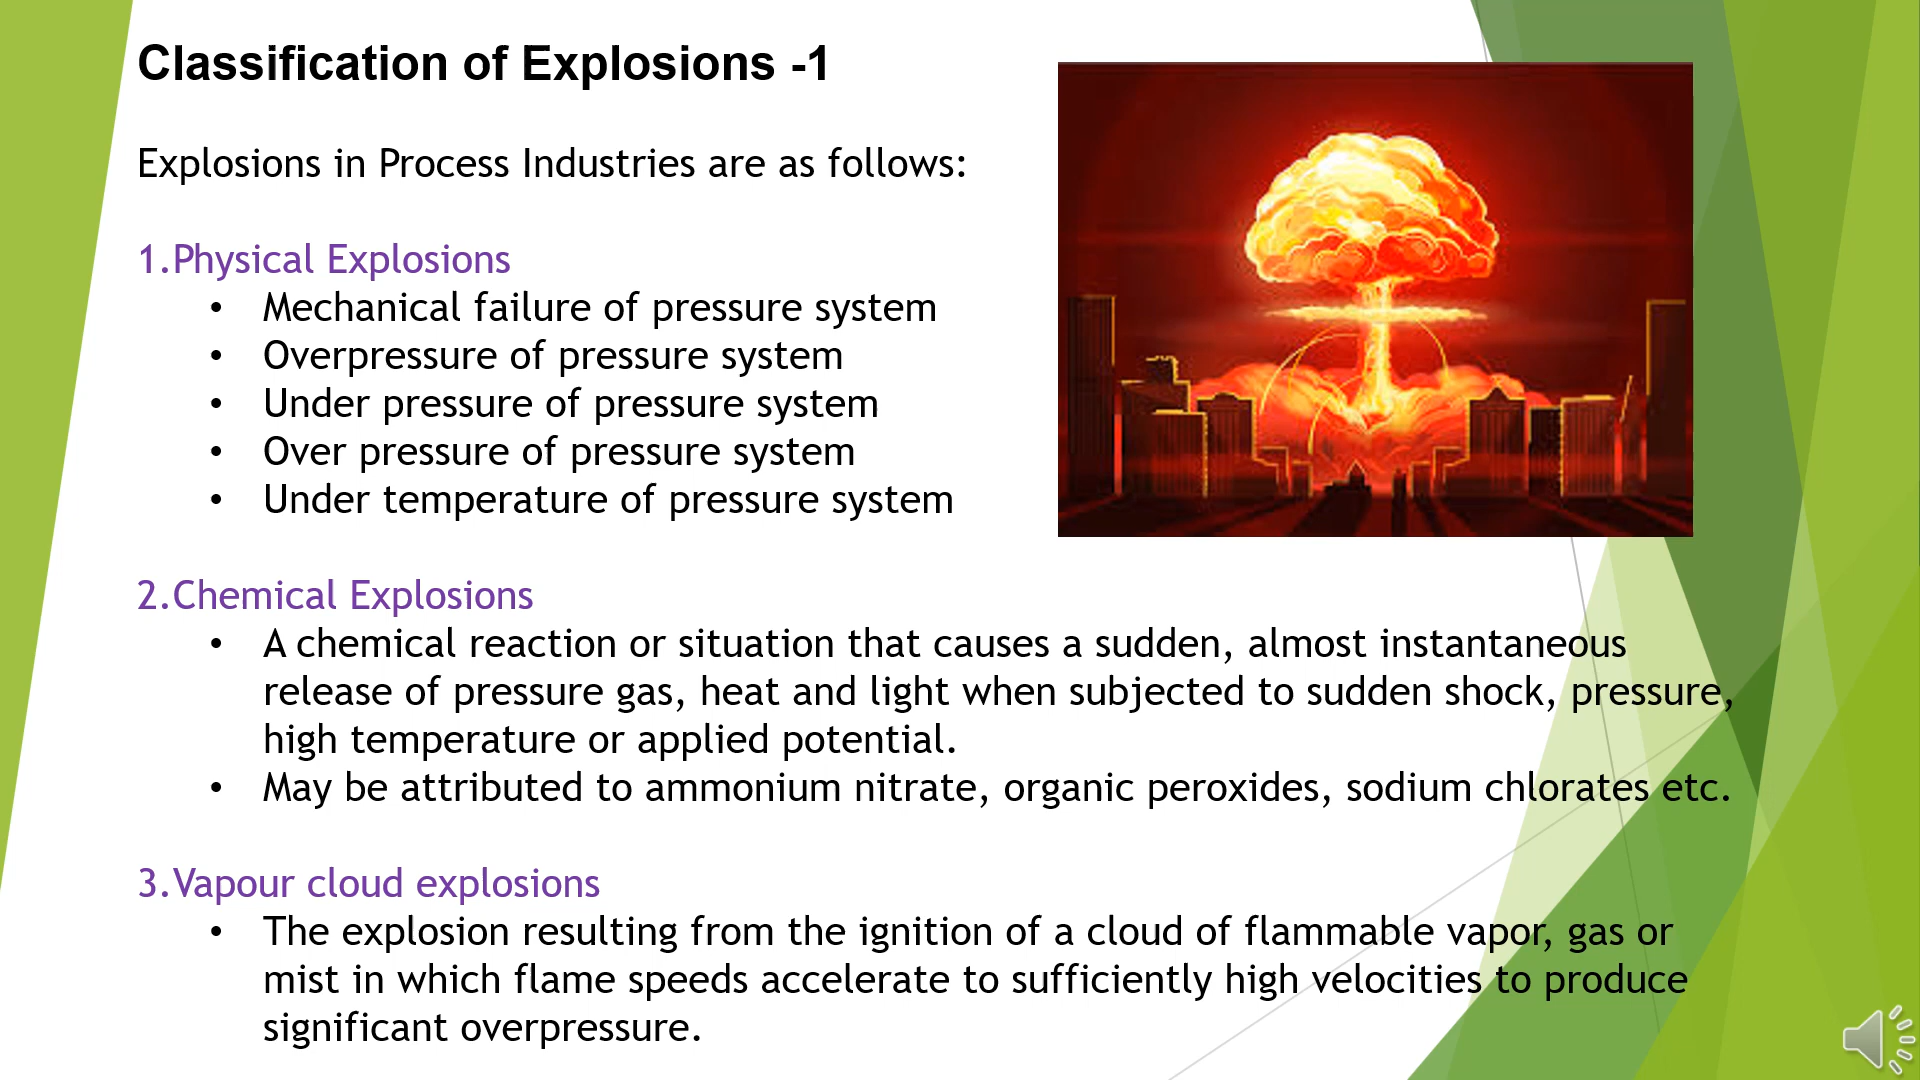 Classification of Explosions -1
Explosions in Process Industries are as follows:
1.Physical Explosions
• Mechanical failure of pressure system
• Overpressure of pressure system
• Under pressure of pressure system
• Over pressure of pressure system
• Under temperature of pressure system
2.Chemical Explosions
• A chemical reaction or situation that causes a sudden, almost instantaneous
release of pressure gas, heat and light when subjected to sudden shock, pressure,
high temperature or applied potential.
• May be attributed to ammonium nitrate, organic peroxides, sodium chlorates etc.
3.Vapour cloud explosions
• The explosion resulting from the ignition of a cloud of flammable vapor, gas or
mist in which flame speeds accelerate to sufficiently high velocities to produce
significant overpressure.